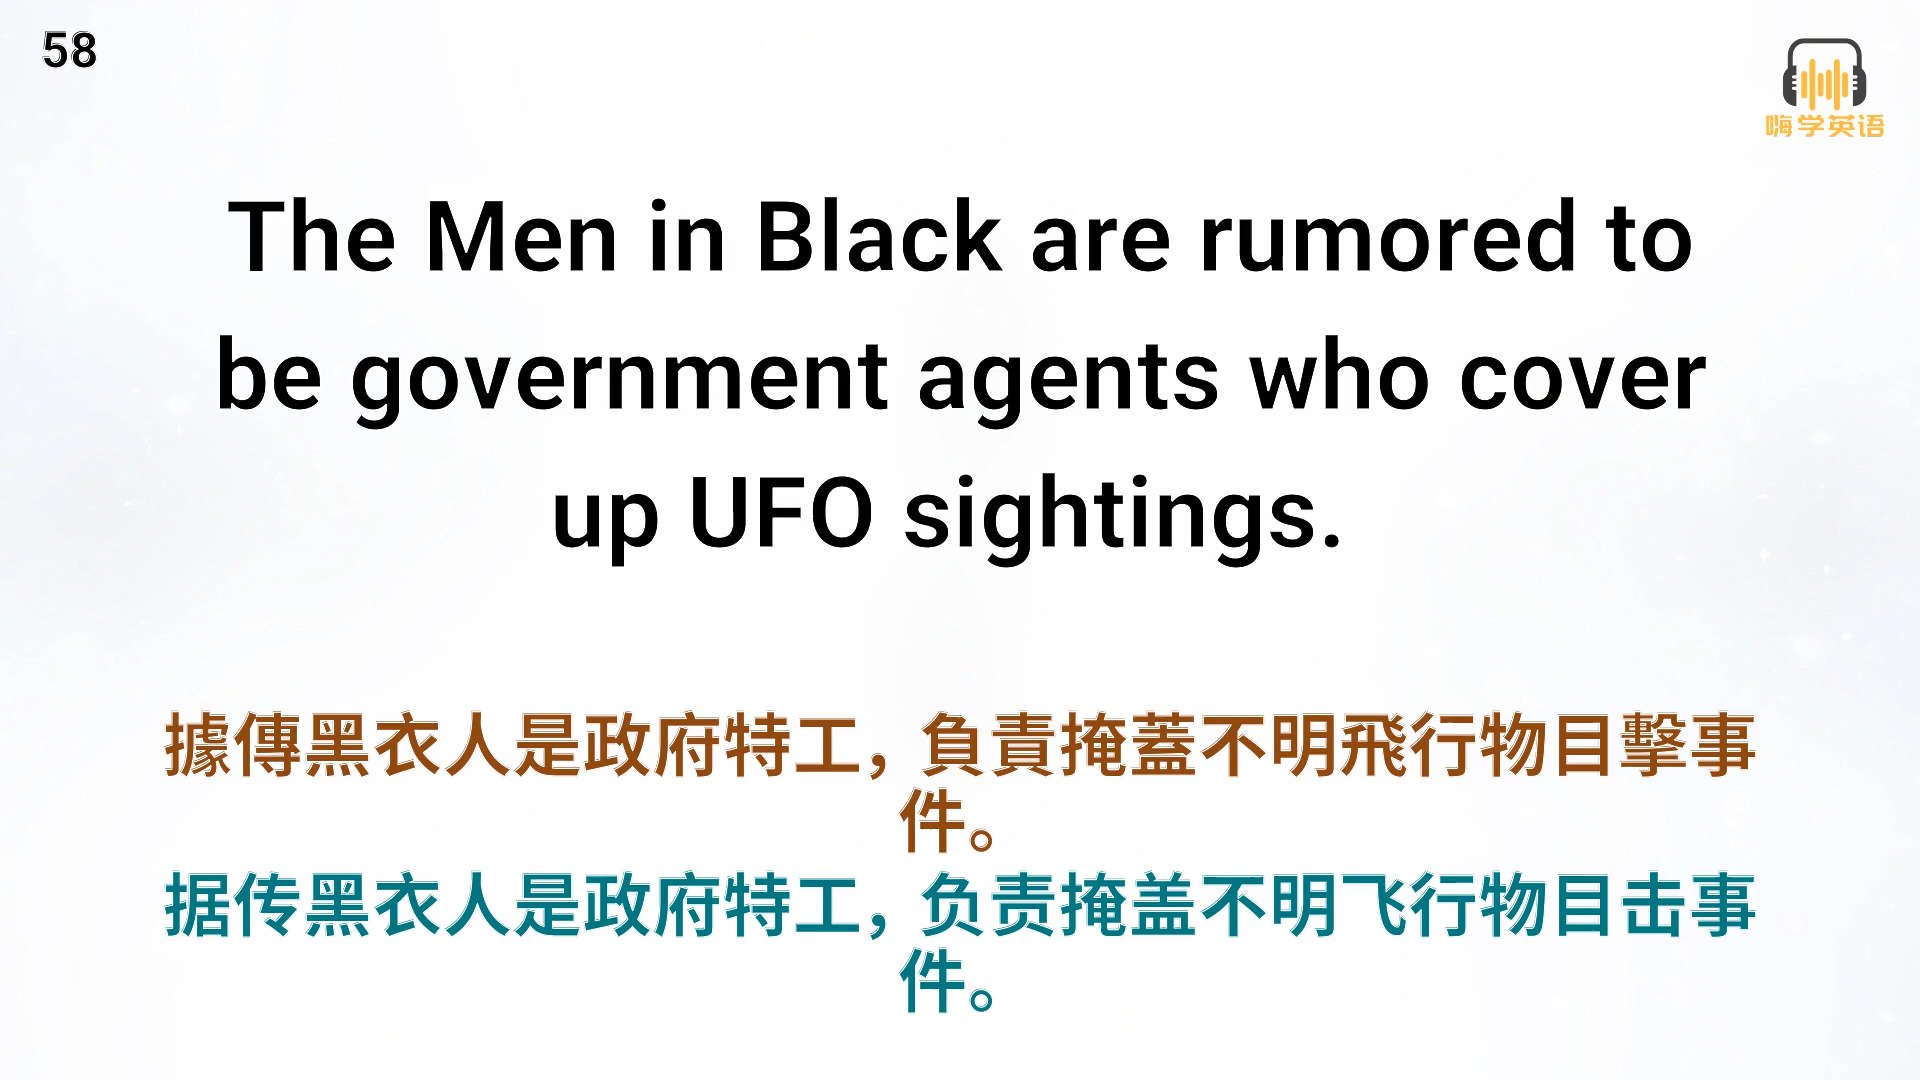 58
嗨学英语
The Men in Black are rumored to
be government agents who cover
up UFO sightings.
據傳黑衣人是政府特工，負責掩蓋不明飛行物目擊事
件。
据传黑衣人是政府特工，负责掩盖不明飞行物目击事
件。